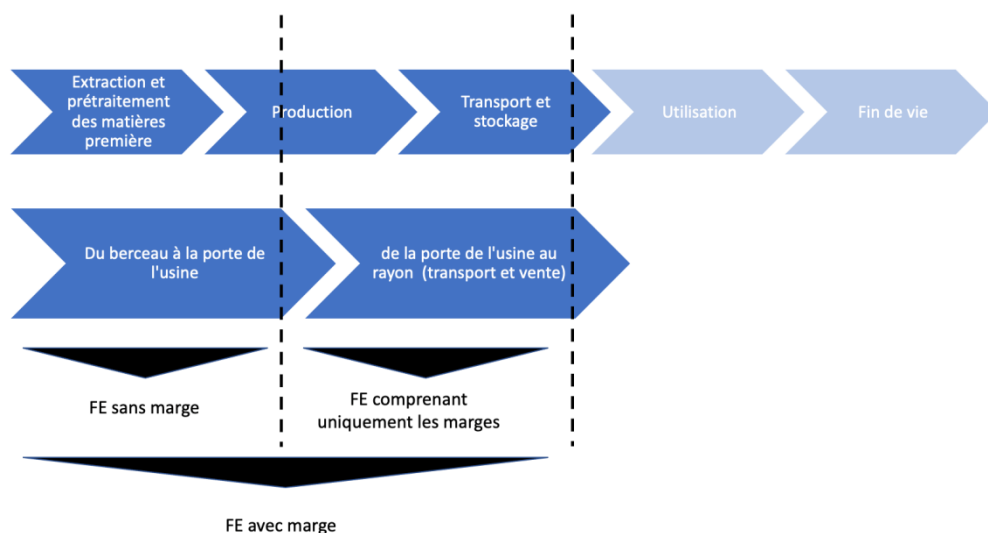 Extraction et
prétraitement
des matières
première
Production
Transport et
stockage
Utilisation
Fin de vie
Du berceau à la porte de
l'usine
de la porte de l'usine au
rayon (transport et vente)
FE sans marge
FE comprenant
uniquement les marges
FE avec marge